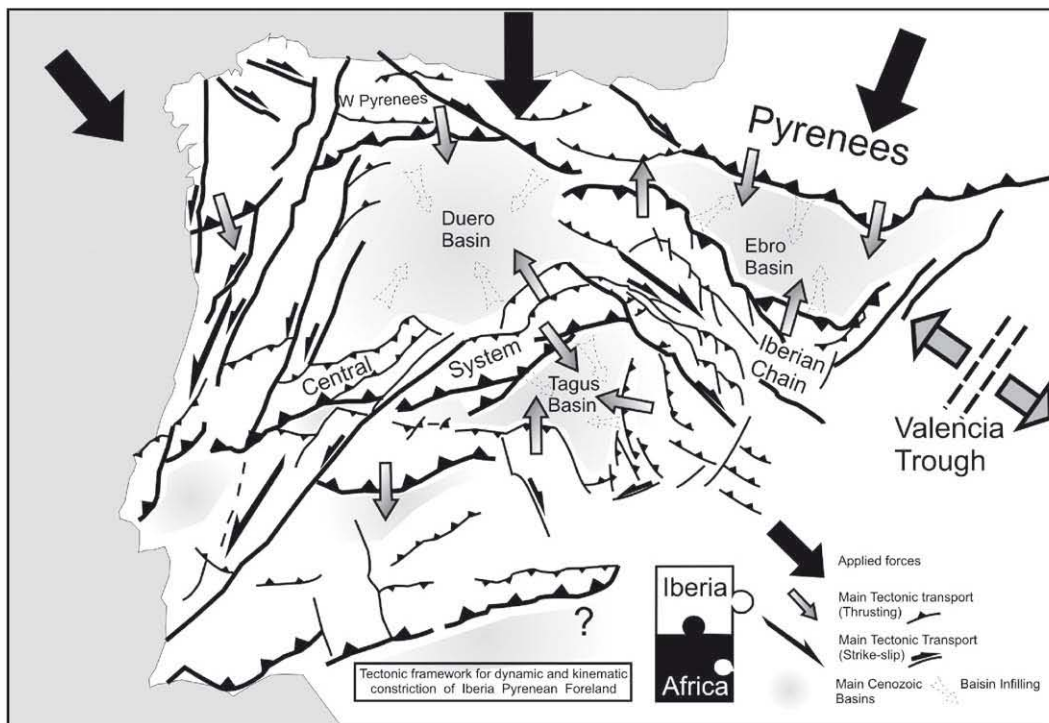 W Pyrenees
Pyrenees
Duero
Basin
Ebro
Basin
Central
System
Tagus
Basin
Iberian
Chain
Valencia
Trough
?
Iberia
Africa
Applied forces
Main Tectonic transport
(Thrusting)
Main Tectonic Transport
(Strike-slip)
Main Cenozoic
Basins
Baisin Infilling
Tectonic framework for dynamic and kinematic
constriction of Iberia Pyrenean Foreland